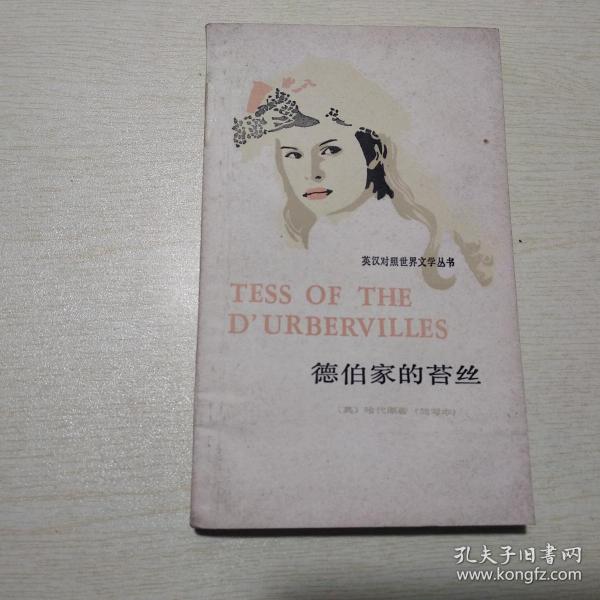 英汉对照世界文学丛书
TESS OF THE
D'URBERVILLES
德伯家的苔丝
(英) 哈代原著 (简写本)
孔夫子旧書网
www.kongfz.com